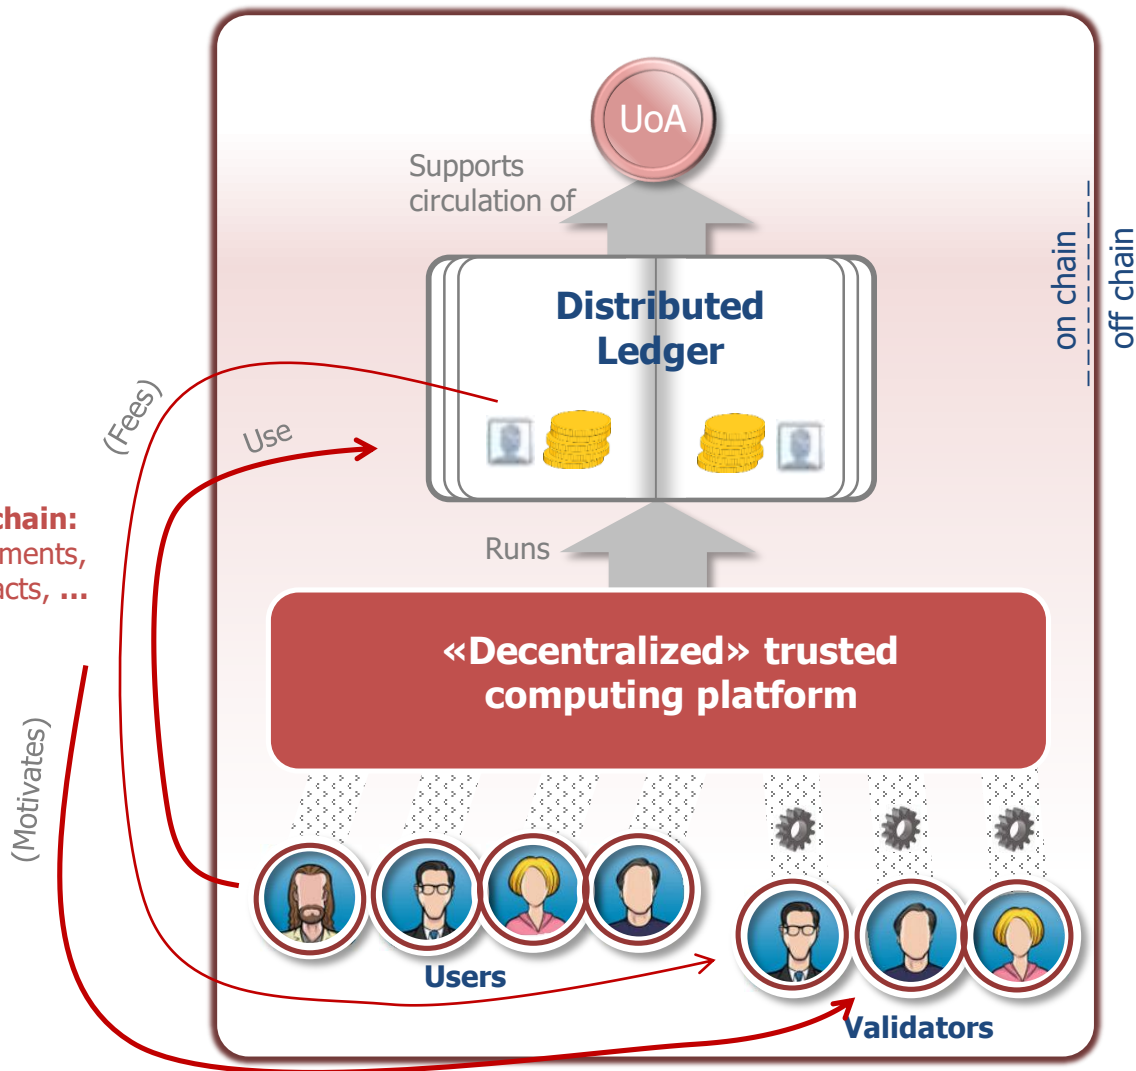 UoA
Supports
circulation of
on chain
off chain
Distributed
Ledger
(Fees)
Use
chain:
Runs
acts, ...
«Decentralized» trusted
computing platform
(Motivates)
Users
Validators